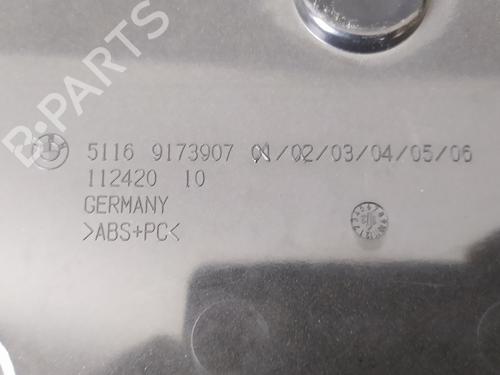 B-PARTS
5116 9173907 01/02/03/04/05/06
112420 10
GERMANY
>ABS+PC<